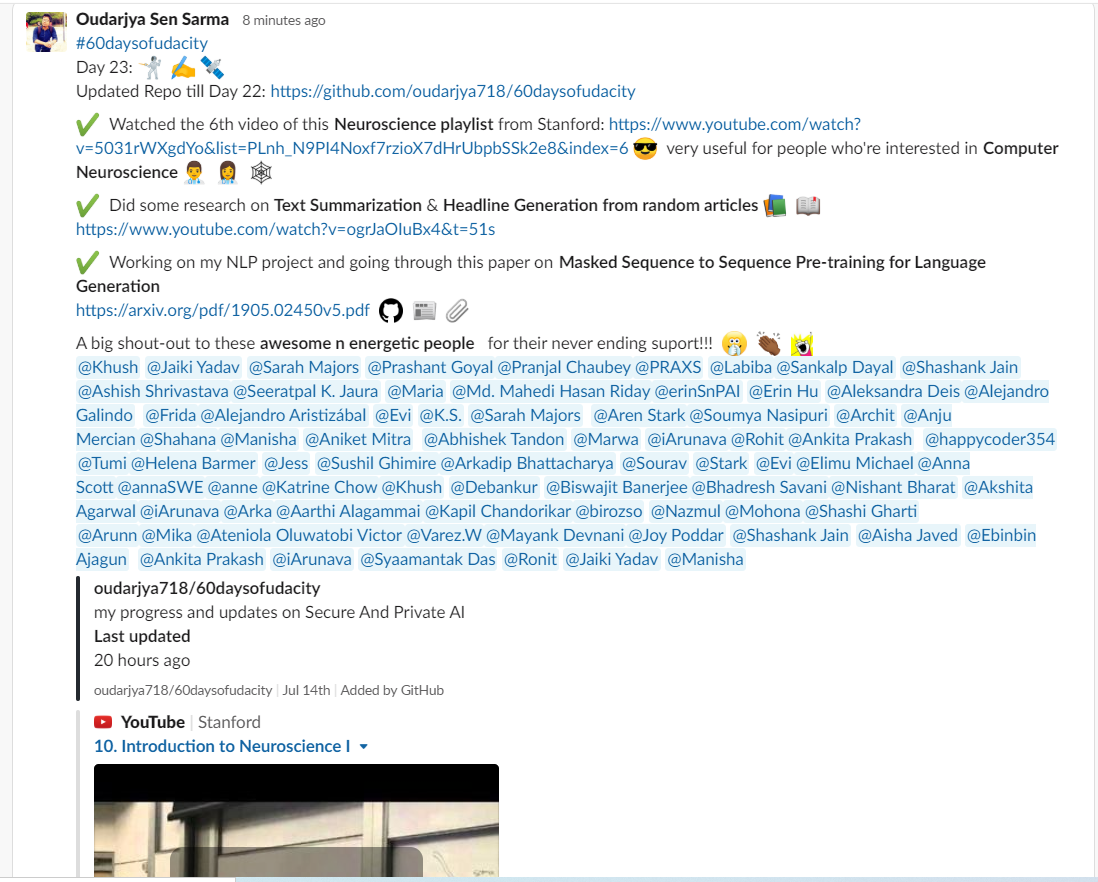 Oudarjya Sen Sarma 8 minutes ago
#60daysofudacity
Day 23:
Updated Repo till Day 22: https://github.com/oudarjya718/60daysofudacity
Watched the 6th video of this Neuroscience playlist from Stanford: https://www.youtube.com/watch?
v=5031rWXgdYo&list=PLnh_N9PI4Noxf7rzioX7dHrUbpbSSk2e8&index=6 very useful for people who're interested in Computer
Neuroscience
Did some research on Text Summarization & Headline Generation from random articles
https://www.youtube.com/watch?v=ogrJaOIuBx4&t=51s
Working on my NLP project and going through this paper on Masked Sequence to Sequence Pre-training for Language
Generation
https://arxiv.org/pdf/1905.02450v5.pdf
A big shout-out to these awesome n energetic people for their never ending suport!!!
@Khush @Jaiki Yadav @Sarah Majors @Prashant Goyal @Pranjal Chaubey @PRAXS @Labiba @Sankalp Dayal @Shashank Jain
@Ashish Shrivastava @Seeratpal K. Jaura @Maria @Md. Mahedi Hasan Riday @erinSnPAI @Erin Hu @Aleksandra Deis @Alejandro
Galindo @Frida @Alejandro Aristizábal @Evi @K.S. @Sarah Majors @Aren Stark @Soumya Nasipuri @Archit @Anju
Mercian @Shahana @Manisha @Aniket Mitra @Abhishek Tandon @Marwa @iArunava @Rohit @Ankita Prakash @happycoder354
@Tumi @Helena Barmer @Jess @Sushil Ghimire @Arkadip Bhattacharya @Sourav @Stark @Evi @Elimu Michael @Anna
Scott @annaSWE @anne @Katrine Chow @Khush @Debankur @Biswajit Banerjee @Bhadresh Savani @Nishant Bharat @Akshita
Agarwal @iArunava @Arka @Aarthi Alagammai @Kapil Chandorikar @birozso @Nazmul @Mohona @Shashi Gharti
@Arunn @Mika @Ateniola Oluwatobi Victor @Varez.W @Mayank Devnani @Joy Poddar @Shashank Jain @Aisha Javed @Ebinbin
Ajagun @Ankita Prakash @iArunava @Syaamantak Das @Ronit @Jaiki Yadav @Manisha
oudarjya718/60daysofudacity
my progress and updates on Secure And Private AI
Last updated
20 hours ago
oudarjya718/60daysofudacity | Jul 14th | Added by GitHub
YouTube | Stanford
10. Introduction to Neuroscience I